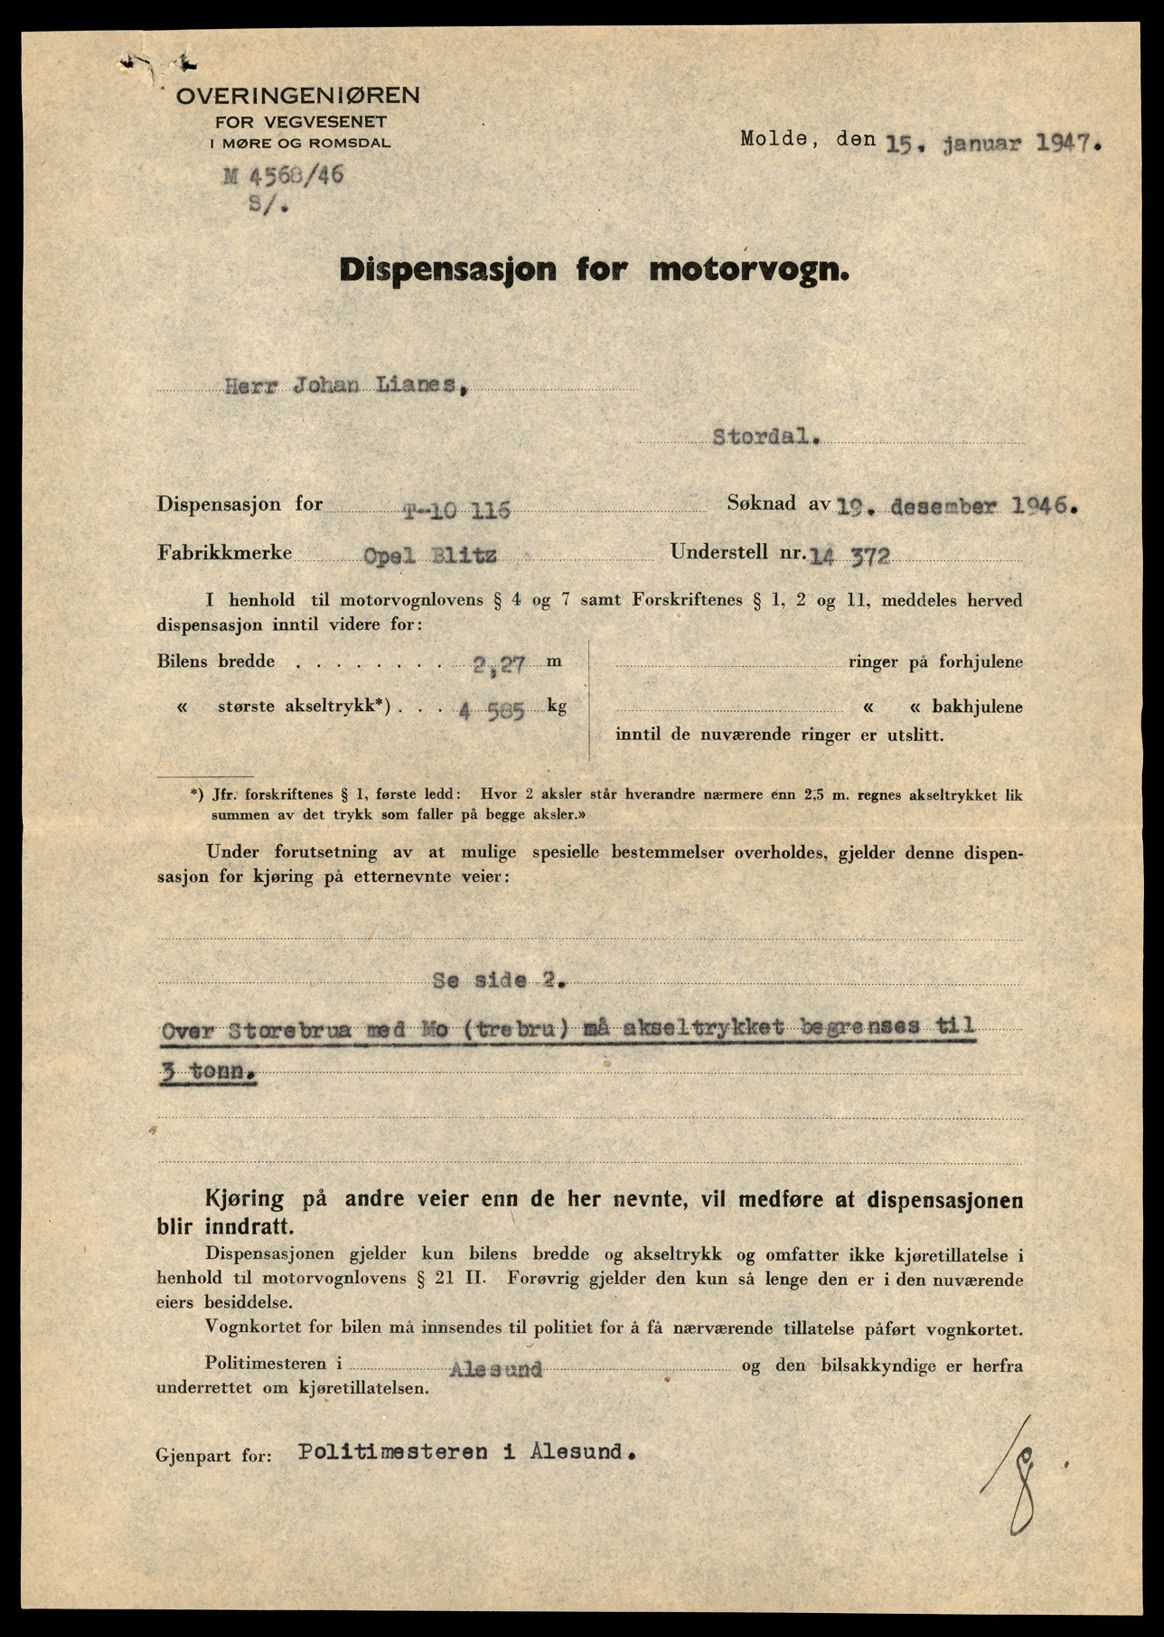 OVERINGENIØREN
FOR VEGVESENET
I MØRE OG ROMSDAL
M 4568/46
S/.
Molde, den 15. januar 1947.
Dispensasjon for motorvogn.
Herr Johan Lianes,
Stordal.
Dispensasjon for T-10 116 Søknad av 19. desember 1946.
Fabrikkmerke Opel Blitz Understell nr. 14 372
I henhold til motorvognlovens § 4 og 7 samt Forskriftenes § 1, 2 og 11, meddeles herved
dispensasjon inntil videre for:
Bilens bredde . . . . . . . . 2,27 m
« største akseltrykk*) . . . 4 585 kg
ringer på forhjulene
« « bakhjulene
inntil de nuværende ringer er utslitt.
*) Jfr. forskriftenes § 1, første ledd: Hvor 2 aksler står hverandre nærmere enn 2,5 m. regnes akseltrykket lik
summen av det trykk som faller på begge aksler.»
Under forutsetning av at mulige spesielle bestemmelser overholdes, gjelder denne dispen-
sasjon for kjøring på etternevnte veier:
Se side 2.
Over Storebrua med Mo (trebru) må akseltrykket begrenses til
3 tonn.
Kjøring på andre veier enn de her nevnte, vil medføre at dispensasjonen
blir inndratt.
Dispensasjonen gjelder kun bilens bredde og akseltrykk og omfatter ikke kjøretillatelse i
henhold til motorvognlovens § 21 II. Forøvrig gjelder den kun så lenge den er i den nuværende
eiers besiddelse.
Vognkortet for bilen må innsendes til politiet for å få nærværende tillatelse påført vognkortet.
Politimesteren i Ålesund og den bilsakkyndige er herfra
underrettet om kjøretillatelsen.
Gjenpart for: Politimesteren i Ålesund.